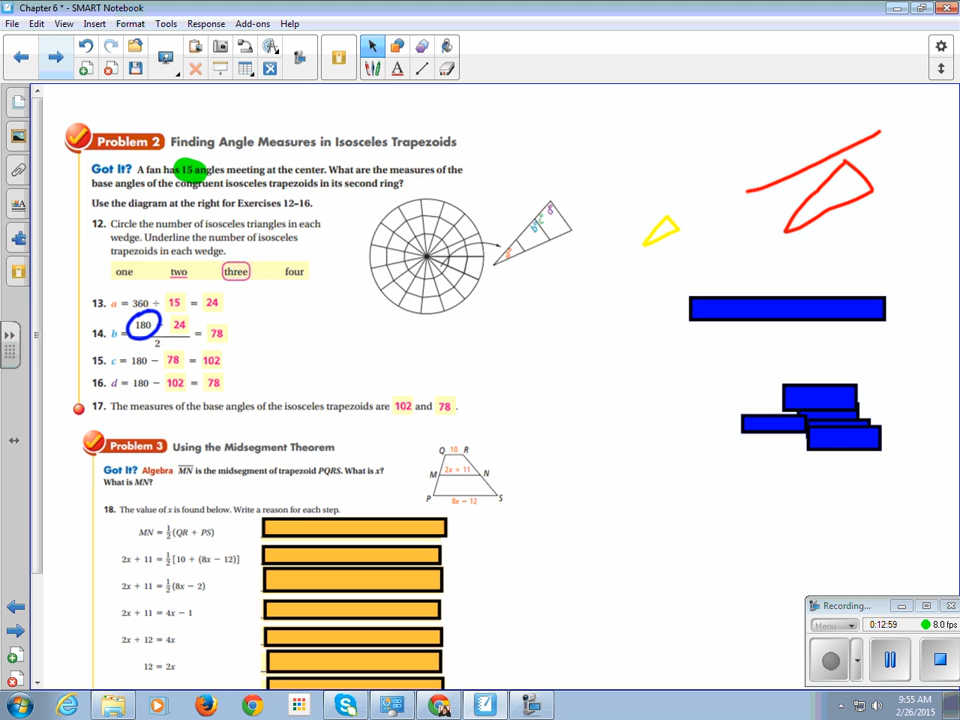 Chapter 6 * - SMART Notebook
File Edit View Insert Format Tools Response Add-ons Help
Problem 2 Finding Angle Measures in Isosceles Trapezoids
Got It? A fan has 15 angles meeting at the center. What are the measures of the
base angles of the congruent isosceles trapezoids in its second ring?
Use the diagram at the right for Exercises 12–16.
12. Circle the number of isosceles triangles in each
wedge. Underline the number of isosceles
trapezoids in each wedge.
one two three four
a° b° c° d°
13. a = 360 ÷ 15 = 24
14. b = 180 - 24 = 78
2
15. c = 180 − 78 = 102
16. d = 180 − 102 = 78
17. The measures of the base angles of the isosceles trapezoids are 102 and 78 .
Problem 3 Using the Midsegment Theorem
Got It? Algebra MN is the midsegment of trapezoid PQRS. What is x?
What is MN?
Q 10 R
M 2x + 11 N
P 8x − 12 S
18. The value of x is found below. Write a reason for each step.
MN = 1/2(QR + PS)
2x + 11 = 1/2[10 + (8x − 12)]
2x + 11 = 1/2(8x − 2)
2x + 11 = 4x − 1
2x + 12 = 4x
12 = 2x
Recording...
Menu 0:12:59 8.0 fps
9:55 AM
2/26/2015